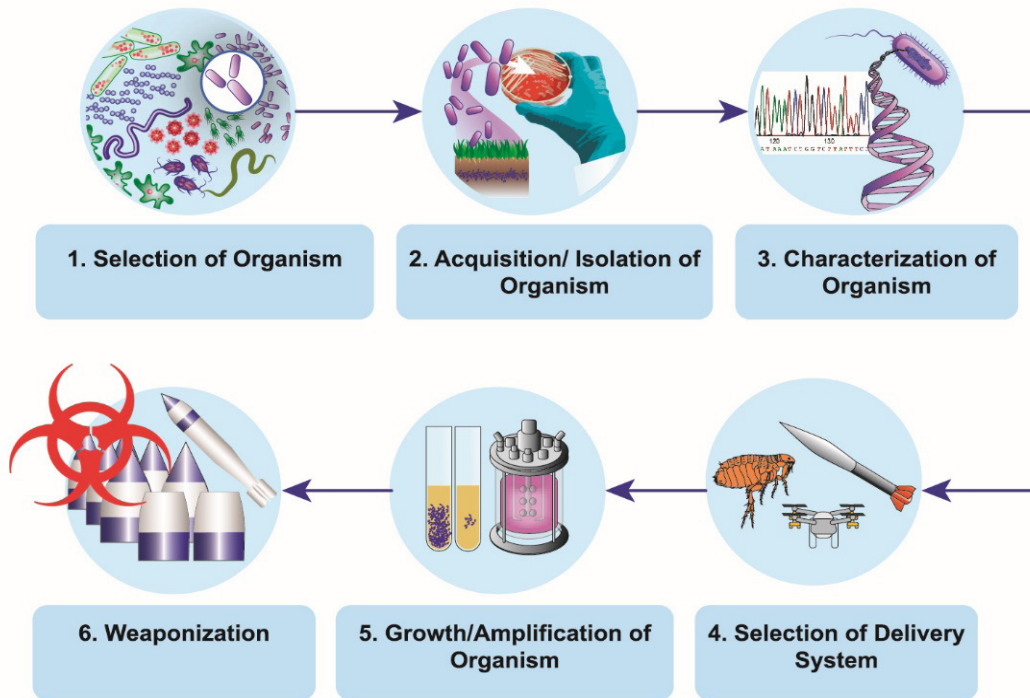 120
130
1. Selection of Organism
2. Acquisition/ Isolation of
Organism
3. Characterization of
Organism
6. Weaponization
5. Growth/Amplification of
Organism
4. Selection of Delivery
System